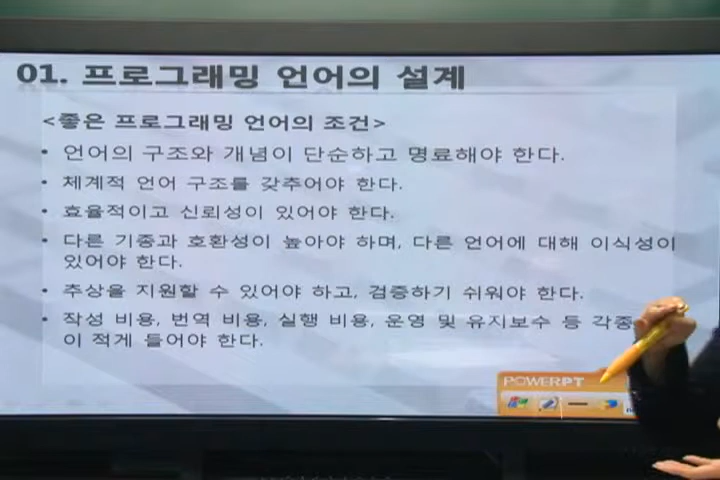 01. 프로그래밍 언어의 설계
<좋은 프로그래밍 언어의 조건>
• 언어의 구조와 개념이 단순하고 명료해야 한다.
• 체계적 언어 구조를 갖추어야 한다.
• 효율적이고 신뢰성이 있어야 한다.
• 다른 기종과 호환성이 높아야 하며, 다른 언어에 대해 이식성이
있어야 한다.
• 추상을 지원할 수 있어야 하고, 검증하기 쉬워야 한다.
• 작성 비용, 번역 비용, 실행 비용, 운영 및 유지보수 등 각종
이 적게 들어야 한다.
POWERPT